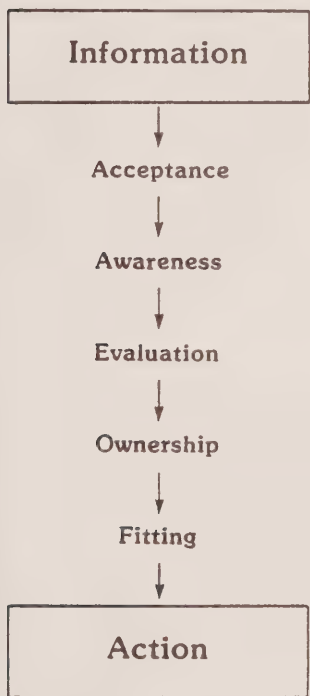 Information
Acceptance
Awareness
Evaluation
Ownership
Fitting
Action